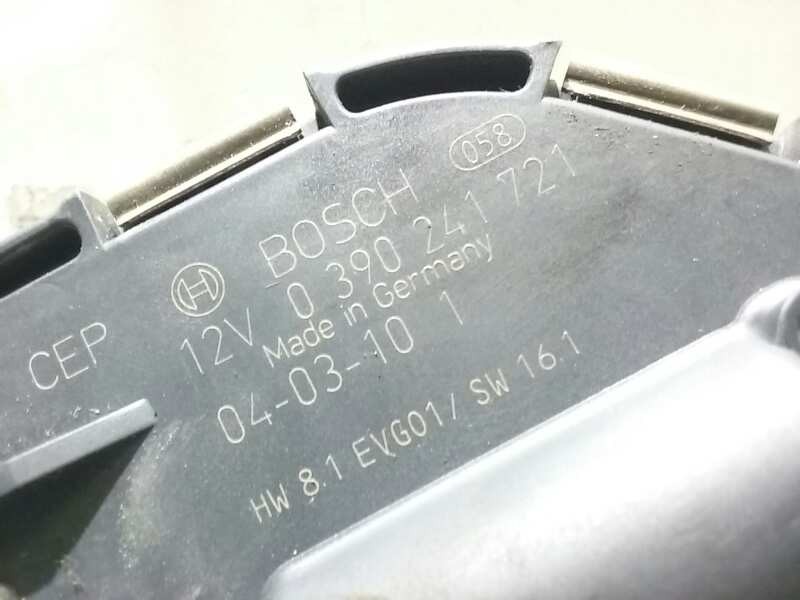 058
BOSCH
CEP 12V 0 390 241 721
Made in Germany
04-03-10 1
HW 8.1 EVG01/ SW 16.1